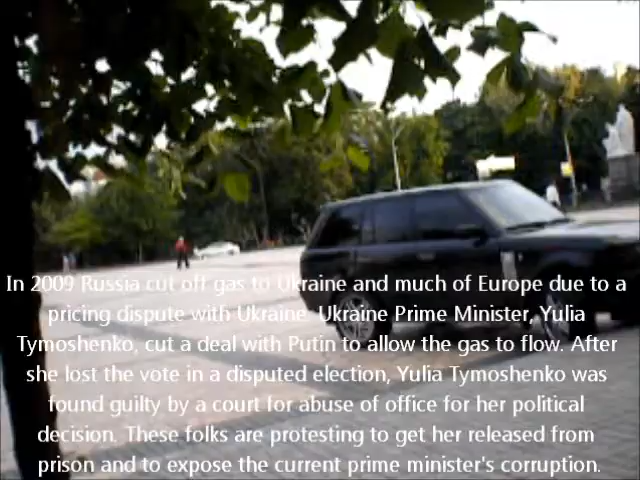 In 2009 Russia cut off gas to Ukraine and much of Europe due to a
pricing dispute with Ukraine. Ukraine Prime Minister, Yulia
Tymoshenko, cut a deal with Putin to allow the gas to flow. After
she lost the vote in a disputed election, Yulia Tymoshenko was
found guilty by a court for abuse of office for her political
decision. These folks are protesting to get her released from
prison and to expose the current prime minister's corruption.